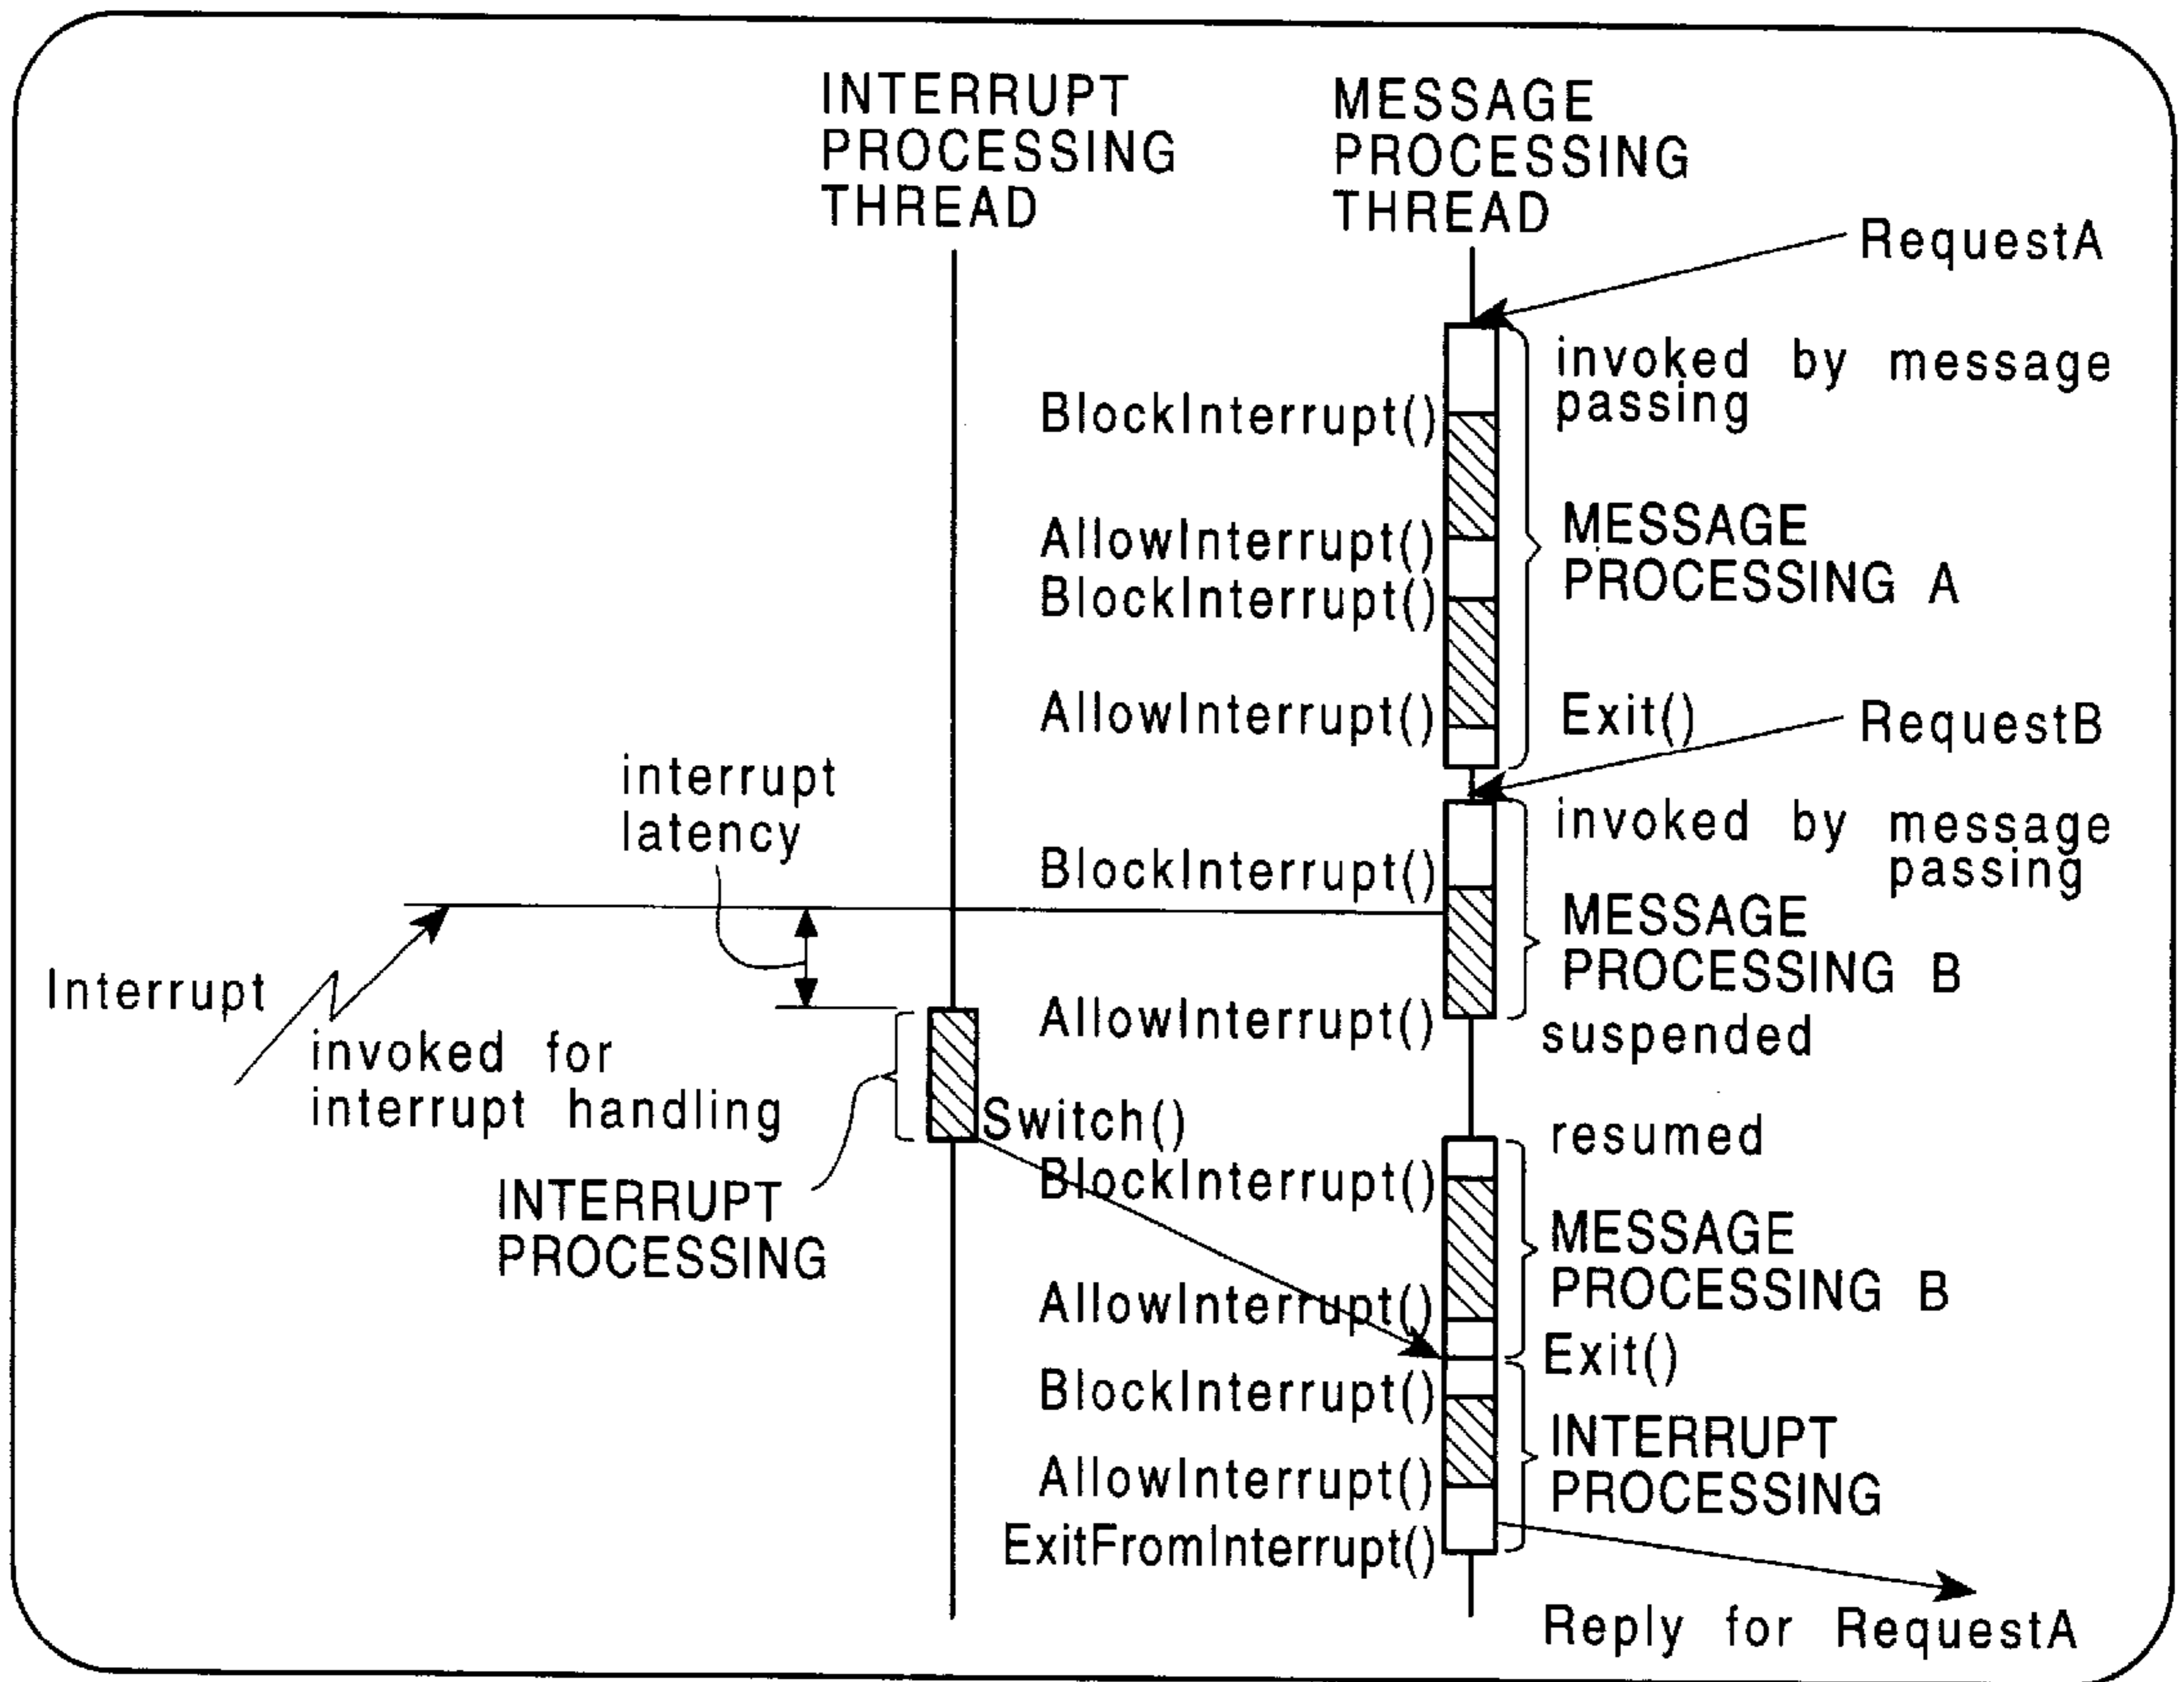 INTERRUPT
PROCESSING
THREAD
MESSAGE
PROCESSING
THREAD
RequestA
invoked by message
passing
BlockInterrupt()
AllowInterrupt()
MESSAGE
PROCESSING A
BlockInterrupt()
AllowInterrupt()
Exit()
RequestB
interrupt
latency
invoked by message
passing
BlockInterrupt()
MESSAGE
PROCESSING B
Interrupt
AllowInterrupt()
suspended
invoked for
interrupt handling
Switch()
resumed
BlockInterrupt()
INTERRUPT
PROCESSING
MESSAGE
PROCESSING B
AllowInterrupt()
Exit()
BlockInterrupt()
INTERRUPT
PROCESSING
AllowInterrupt()
ExitFromInterrupt()
Reply for RequestA